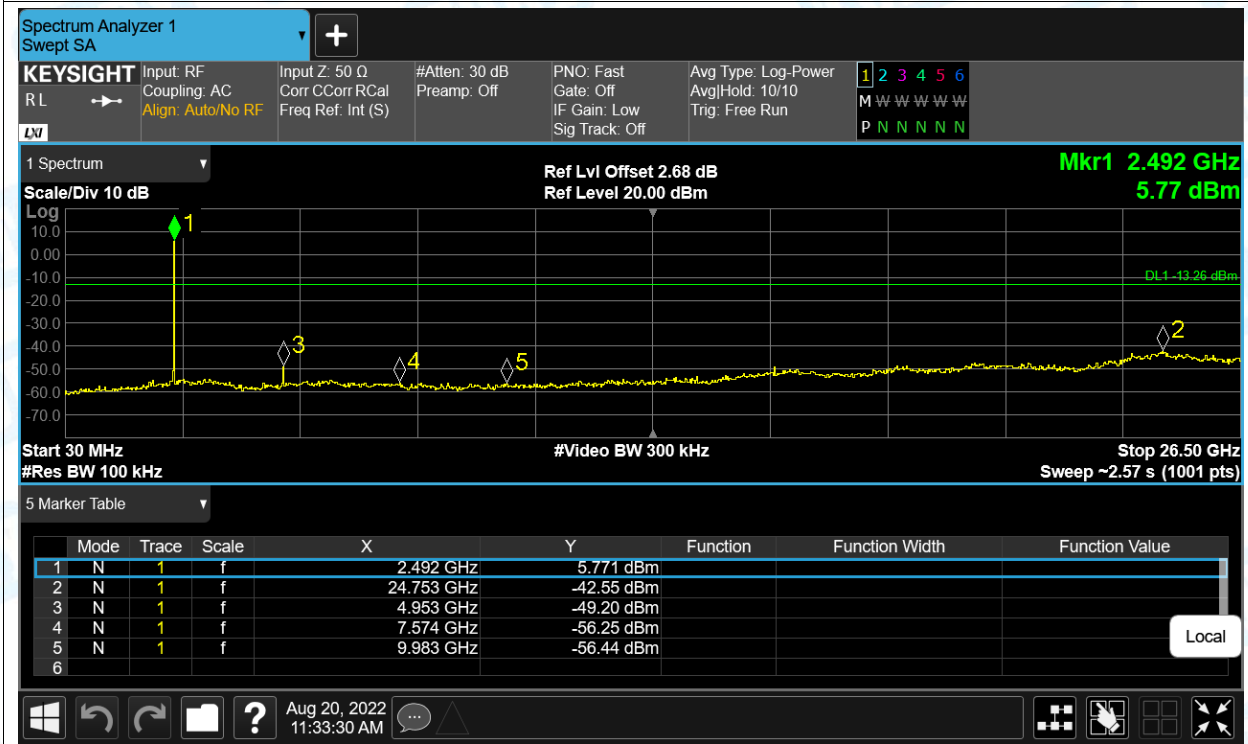 Spectrum Analyzer 1
Swept SA
+
KEYSIGHT
R L
LXI
Input: RF
Coupling: AC
Align: Auto/No RF
Input Z: 50 Ω
Corr CCorr RCal
Freq Ref: Int (S)
#Atten: 30 dB
Preamp: Off
PNO: Fast
Gate: Off
IF Gain: Low
Sig Track: Off
Avg Type: Log-Power
Avg|Hold: 10/10
Trig: Free Run
1 2 3 4 5 6
M W W W W W
P N N N N N
1 Spectrum
Scale/Div 10 dB
Ref Lvl Offset 2.68 dB
Ref Level 20.00 dBm
Mkr1 2.492 GHz
5.77 dBm
Log
10.0
0.00
-10.0
-20.0
-30.0
-40.0
-50.0
-60.0
-70.0
1
3
4
5
2
DL1 -13.26 dBm
Start 30 MHz
#Res BW 100 kHz
#Video BW 300 kHz
Stop 26.50 GHz
Sweep ~2.57 s (1001 pts)
5 Marker Table
Mode Trace Scale X Y Function Function Width Function Value
1 N 1 f 2.492 GHz 5.771 dBm
2 N 1 f 24.753 GHz -42.55 dBm
3 N 1 f 4.953 GHz -49.20 dBm
4 N 1 f 7.574 GHz -56.25 dBm
5 N 1 f 9.983 GHz -56.44 dBm
6
Local
?
Aug 20, 2022
11:33:30 AM